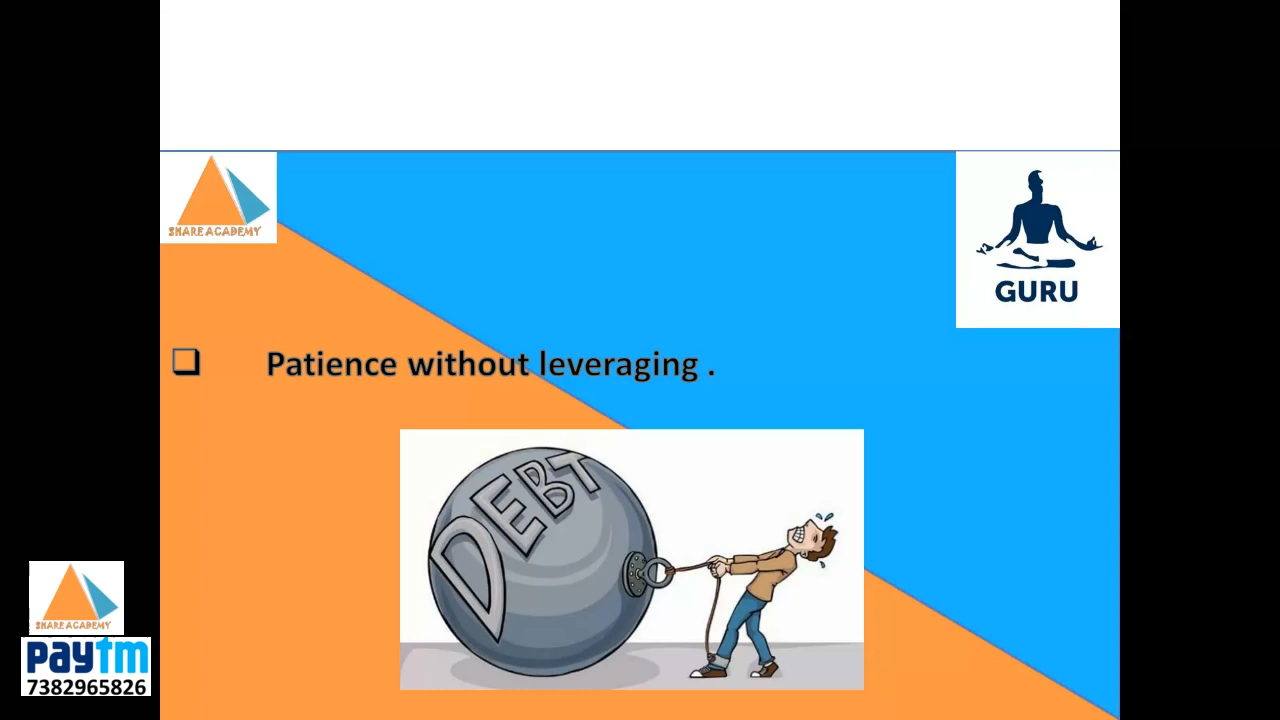 SHARE ACADEMY
GURU
❑ Patience without leveraging .
DEBT
SHARE ACADEMY
paytm
7382965826